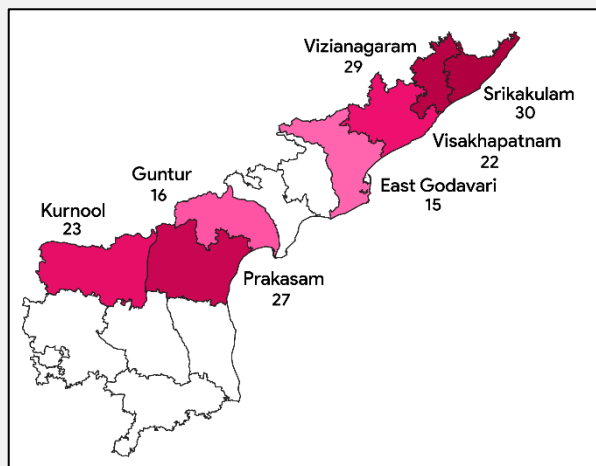 Vizianagaram
29
Srikakulam
30
Visakhapatnam
22
East Godavari
15
Guntur
16
Kurnool
23
Prakasam
27